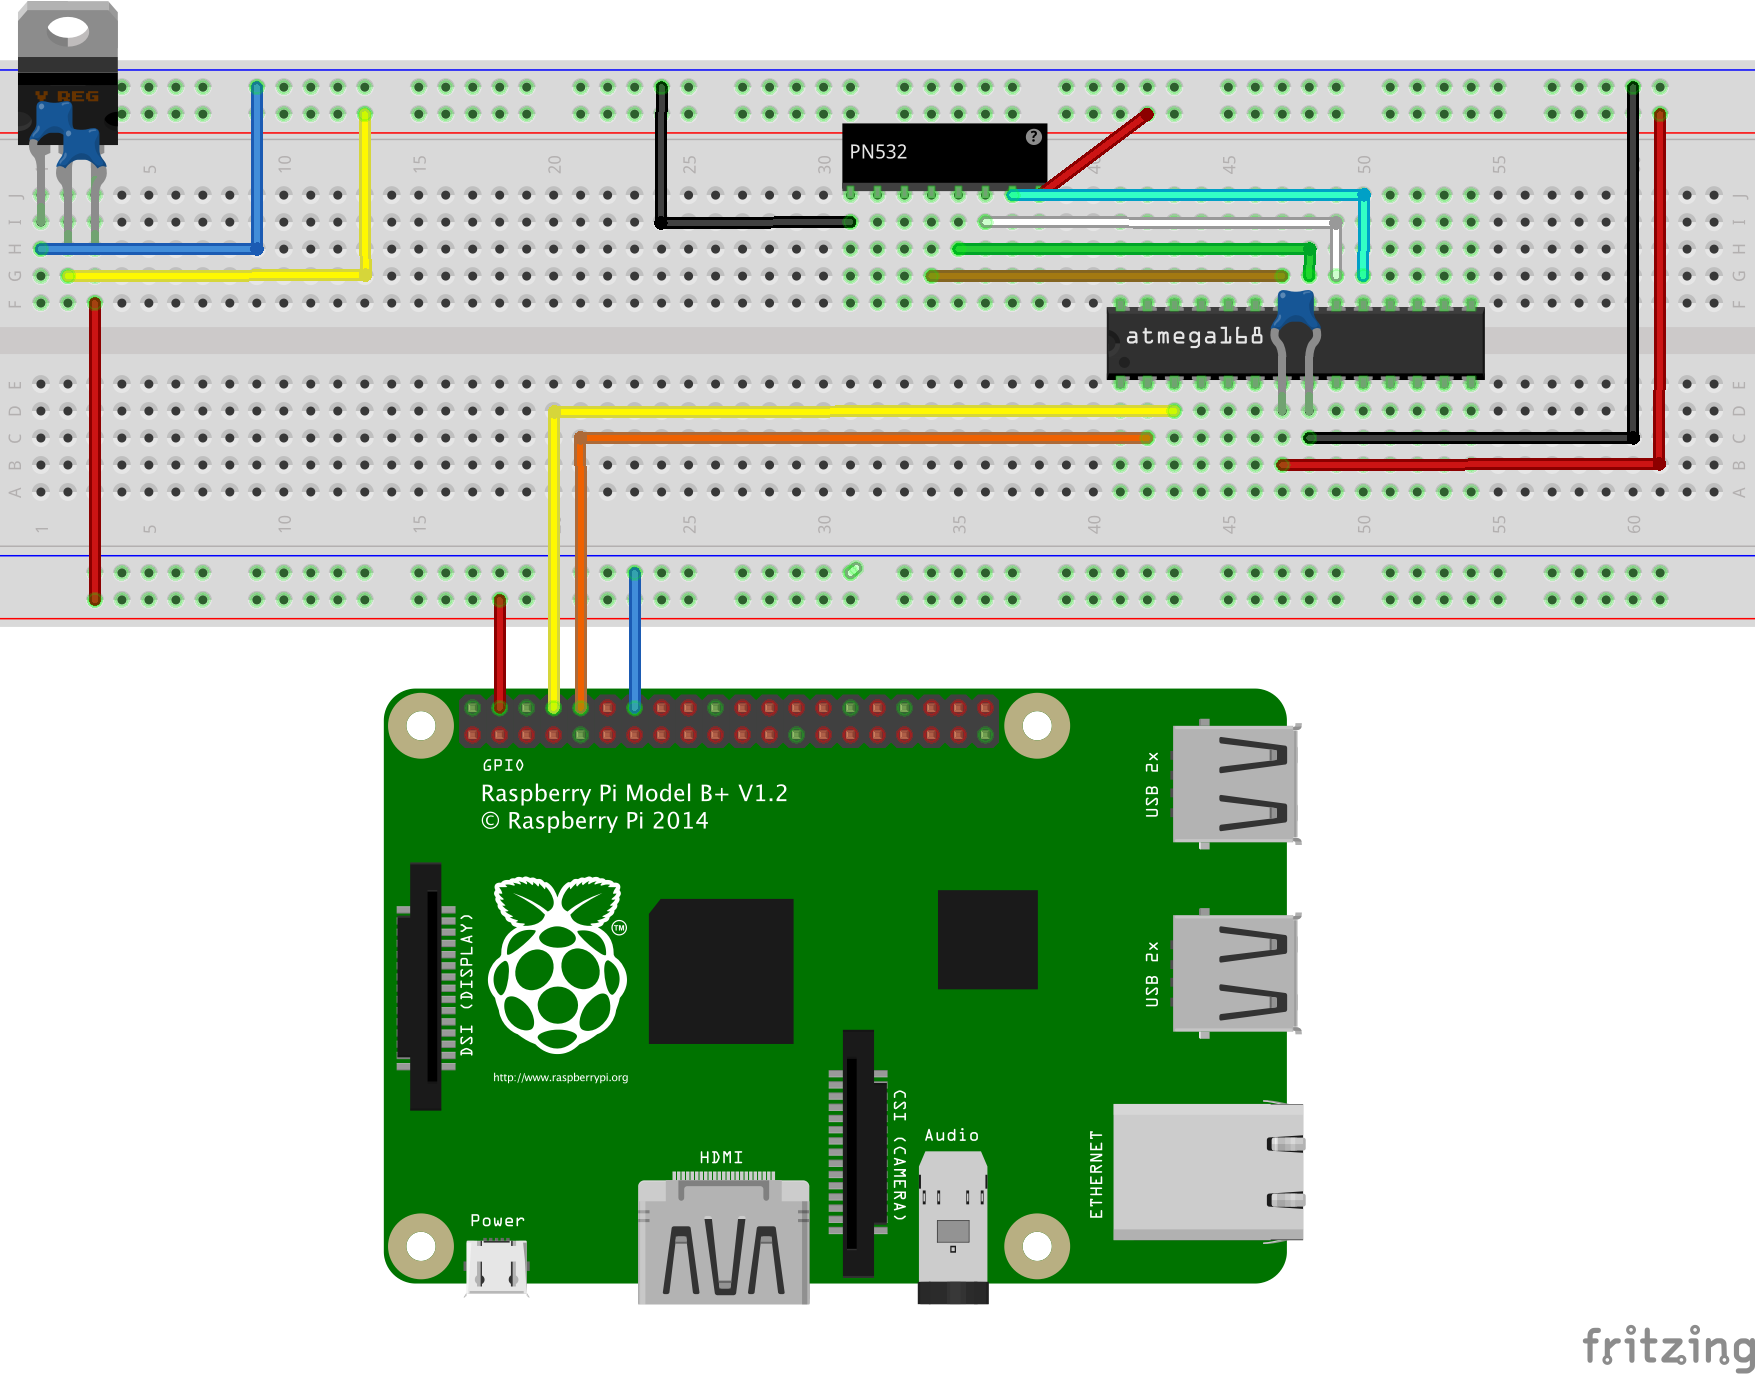 V REG
5
10
15
20
25
30
40
45
50
55
PN532
?
J
J
I
I
H
H
G
G
F
F
atmega168
E
E
D
D
C
C
B
B
A
A
1
5
10
15
25
30
35
40
45
50
55
60
GPIO
Raspberry Pi Model B+ V1.2
© Raspberry Pi 2014
USB 2x
DSI (DISPLAY)
TM
USB 2x
http://www.raspberrypi.org
CSI (CAMERA)
Audio
HDMI
ETHERNET
Power
fritzing